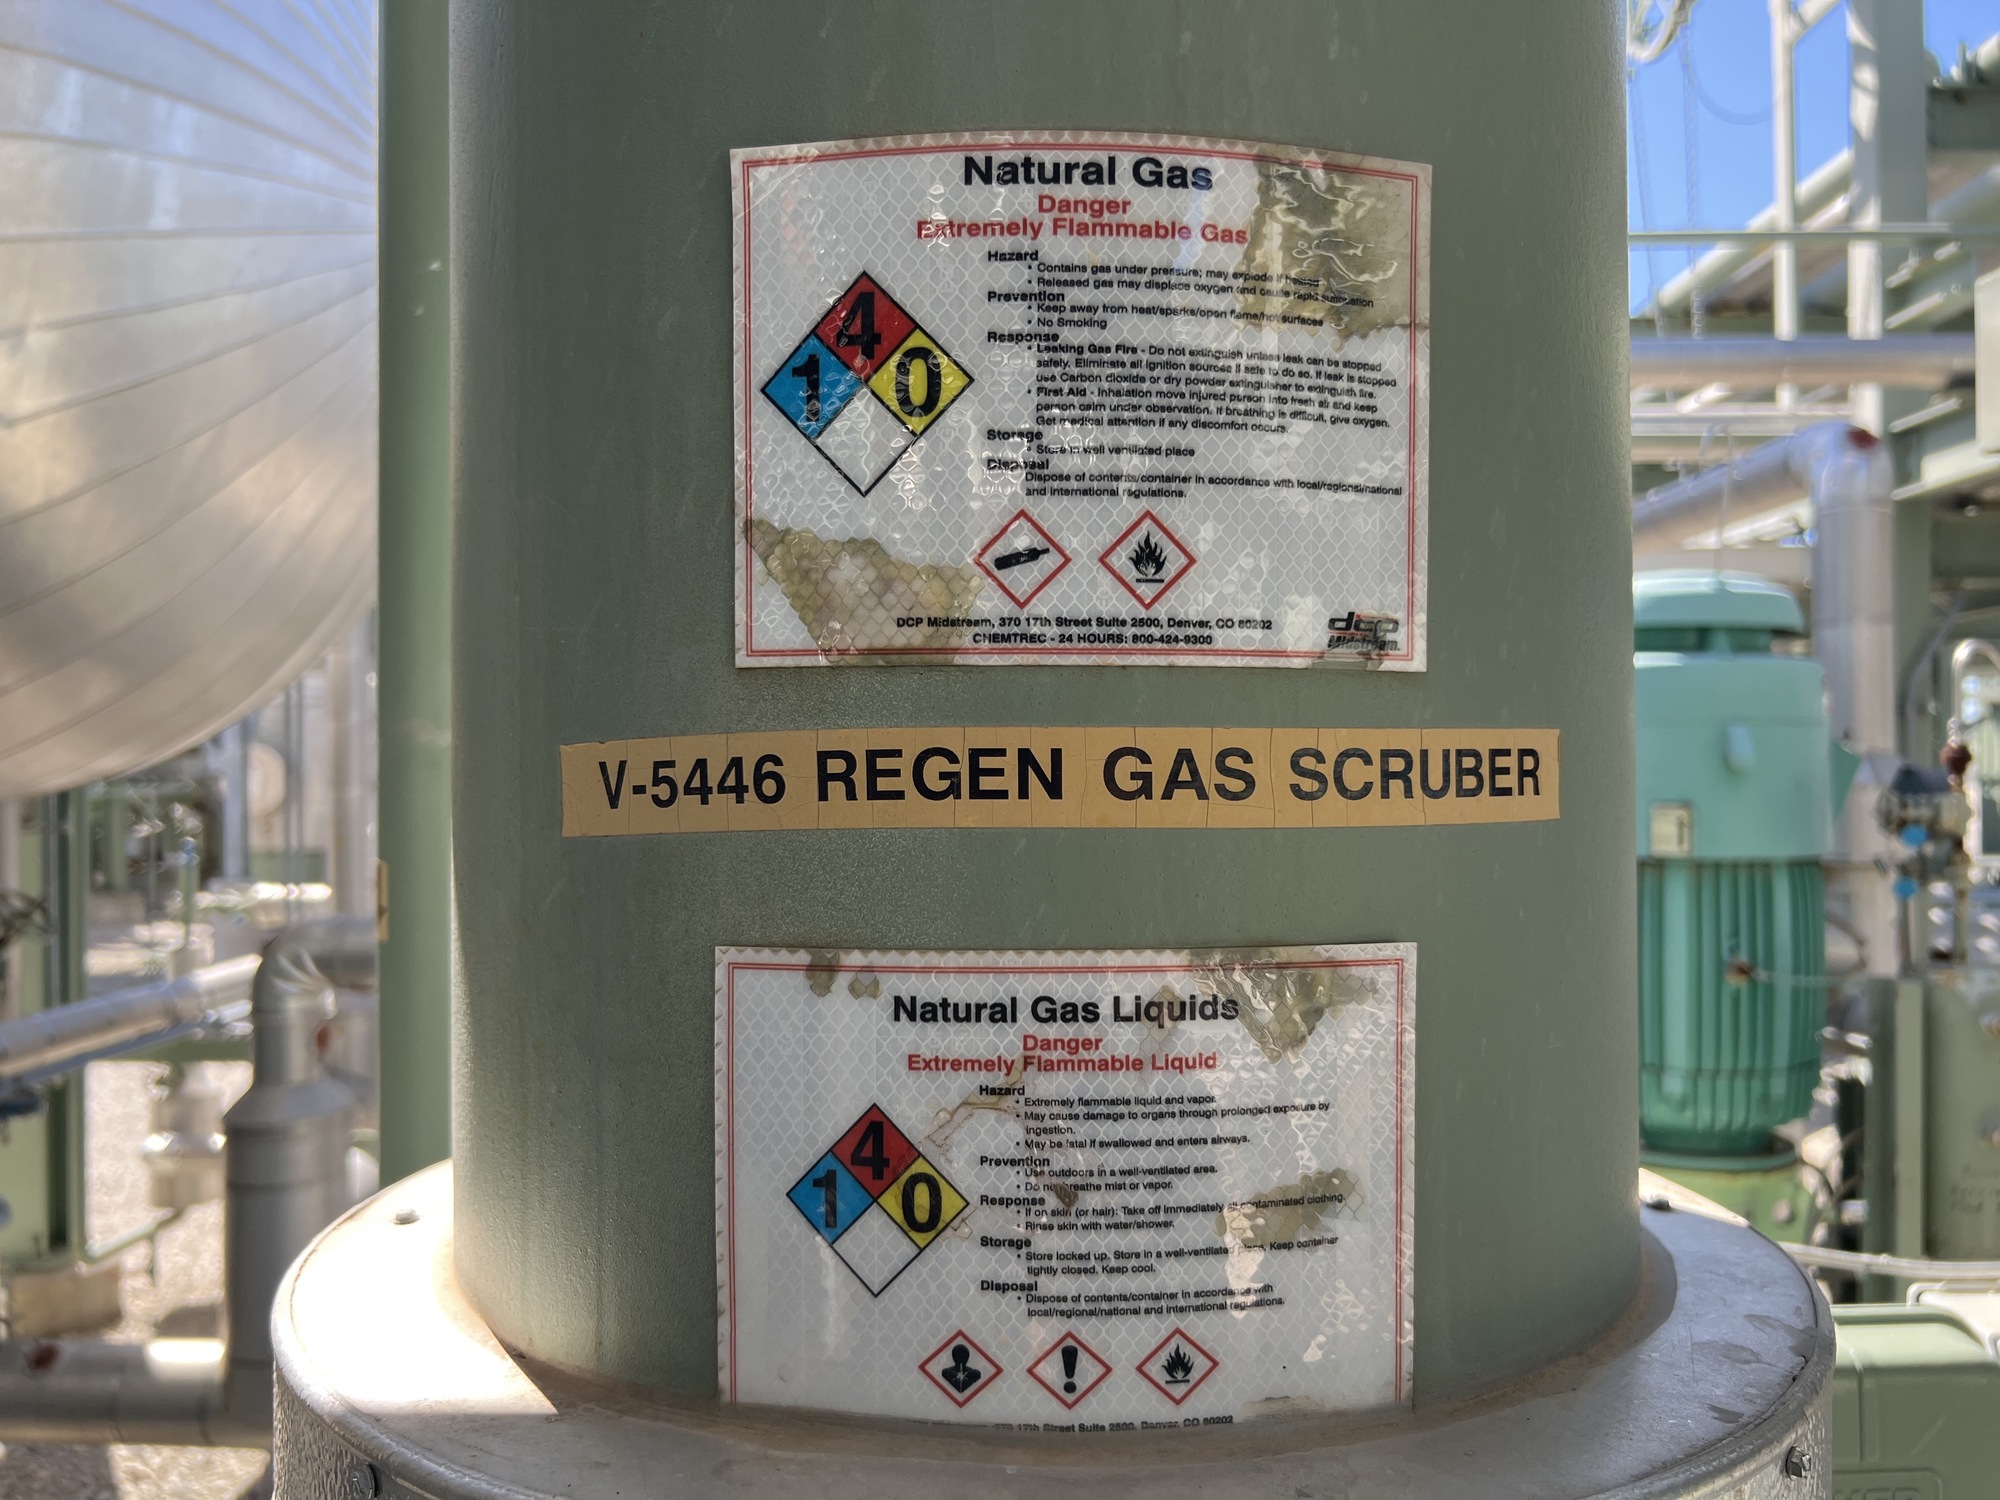 Natural Gas
Danger
Extremely Flammable Gas
Hazard
• Contains gas under pressure; may explode if heated
• Released gas may displace oxygen and cause rapid suffocation
Prevention
• Keep away from heat/sparks/open flame/hot surfaces
• No Smoking
Response
• Leaking Gas Fire - Do not extinguish unless leak can be stopped
safely. Eliminate all ignition sources if safe to do so. If leak is stopped
use Carbon dioxide or dry powder extinguisher to extinguish fire.
• First Aid - Inhalation move injured person into fresh air and keep
person calm under observation. If breathing is difficult, give oxygen.
Get medical attention if any discomfort occurs.
Storage
• Store in well ventilated place
Disposal
Dispose of contents/container in accordance with local/regional/national
and international regulations.
4
1 0
DCP Midstream, 370 17th Street Suite 2500, Denver, CO 80202
CHEMTREC - 24 HOURS: 800-424-9300
dcp
Midstream.
V-5446 REGEN GAS SCRUBER
Natural Gas Liquids
Danger
Extremely Flammable Liquid
Hazard
• Extremely flammable liquid and vapor.
• May cause damage to organs through prolonged exposure by
ingestion.
• May be fatal if swallowed and enters airways.
Prevention
• Use outdoors in a well-ventilated area.
• Do not breathe mist or vapor.
Response
• If on skin (or hair): Take off immediately all contaminated clothing.
• Rinse skin with water/shower.
Storage
• Store locked up. Store in a well-ventilated place. Keep container
tightly closed. Keep cool.
Disposal
• Dispose of contents/container in accordance with
local/regional/national and international regulations.
4
1 0
370 17th Street Suite 2500, Denver, CO 80202